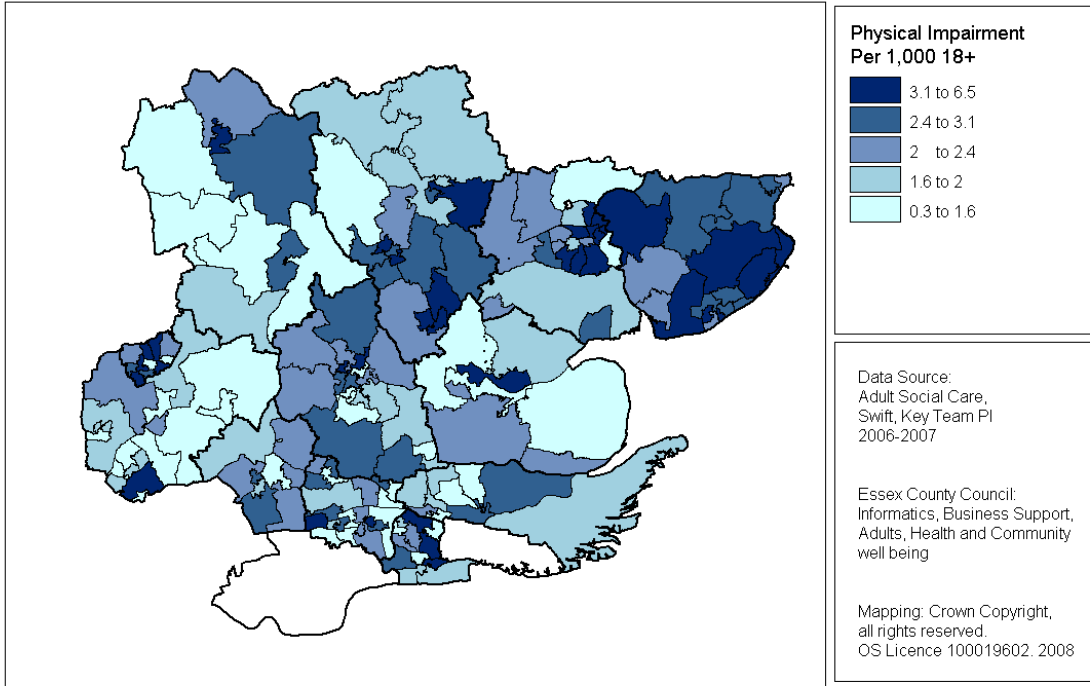 Physical Impairment
Per 1,000 18+
3.1 to 6.5
2.4 to 3.1
2 to 2.4
1.6 to 2
0.3 to 1.6
Data Source:
Adult Social Care,
Swift, Key Team PI
2006-2007
Essex County Council:
Informatics, Business Support,
Adults, Health and Community
well being
Mapping: Crown Copyright,
all rights reserved.
OS Licence 100019602. 2008